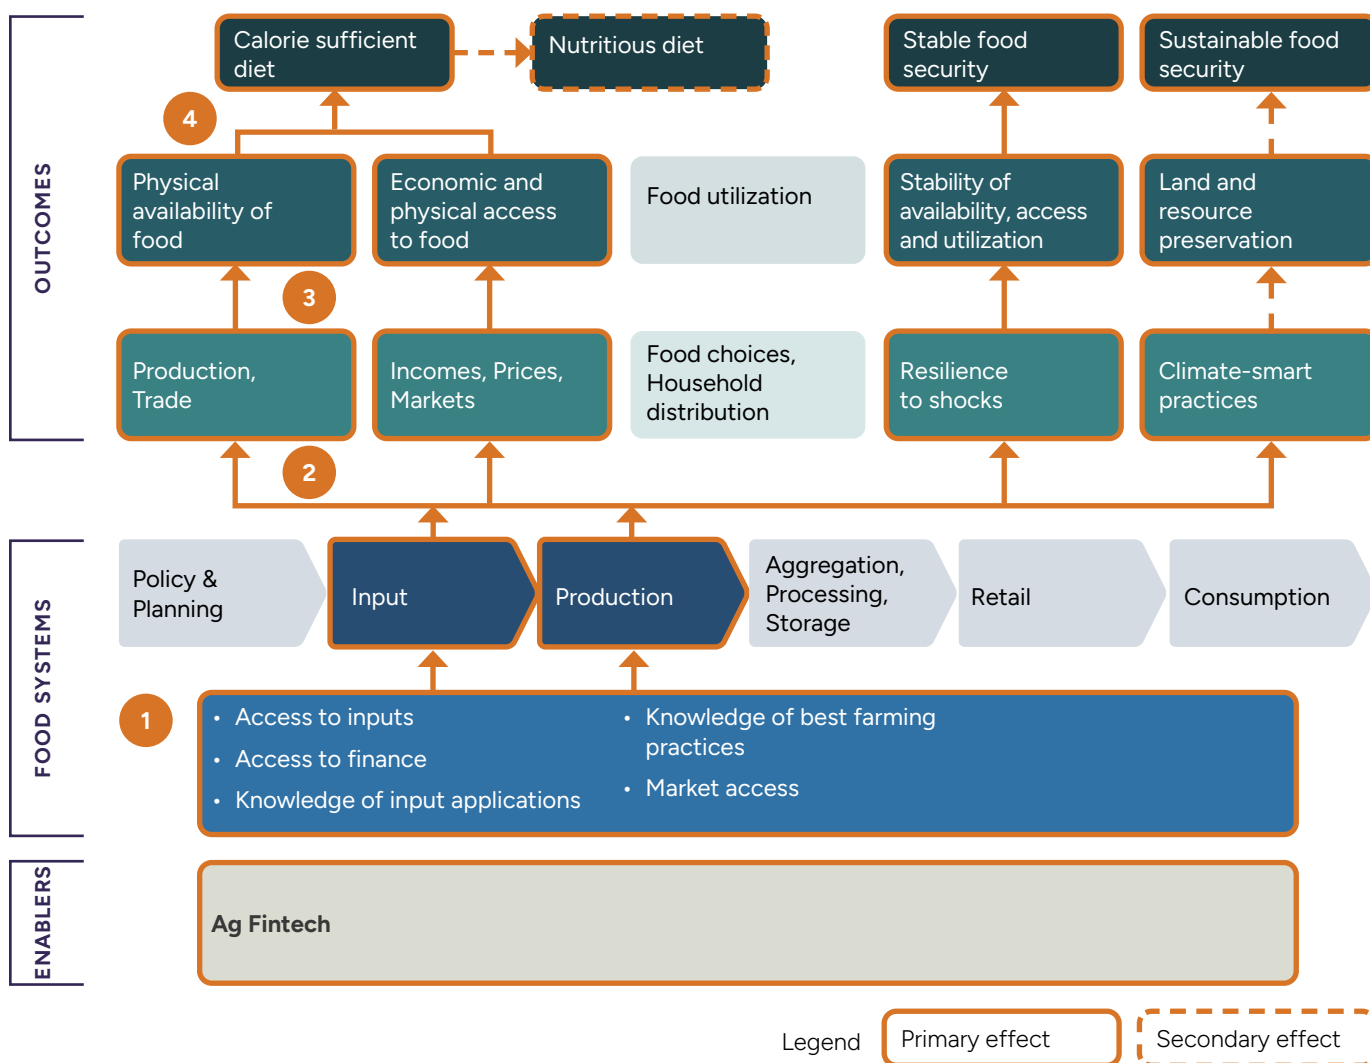 OUTCOMES
Calorie sufficient
diet
Nutritious diet
Stable food
security
Sustainable food
security
4
Physical
availability of
food
Economic and
physical access
to food
Food utilization
Stability of
availability, access
and utilization
Land and
resource
preservation
3
Production,
Trade
Incomes, Prices,
Markets
Food choices,
Household
distribution
Resilience
to shocks
Climate-smart
practices
2
FOOD SYSTEMS
Policy &
Planning
Input
Production
Aggregation,
Processing,
Storage
Retail
Consumption
1
• Access to inputs
• Access to finance
• Knowledge of input applications
• Knowledge of best farming
practices
• Market access
ENABLERS
Ag Fintech
Legend
Primary effect
Secondary effect